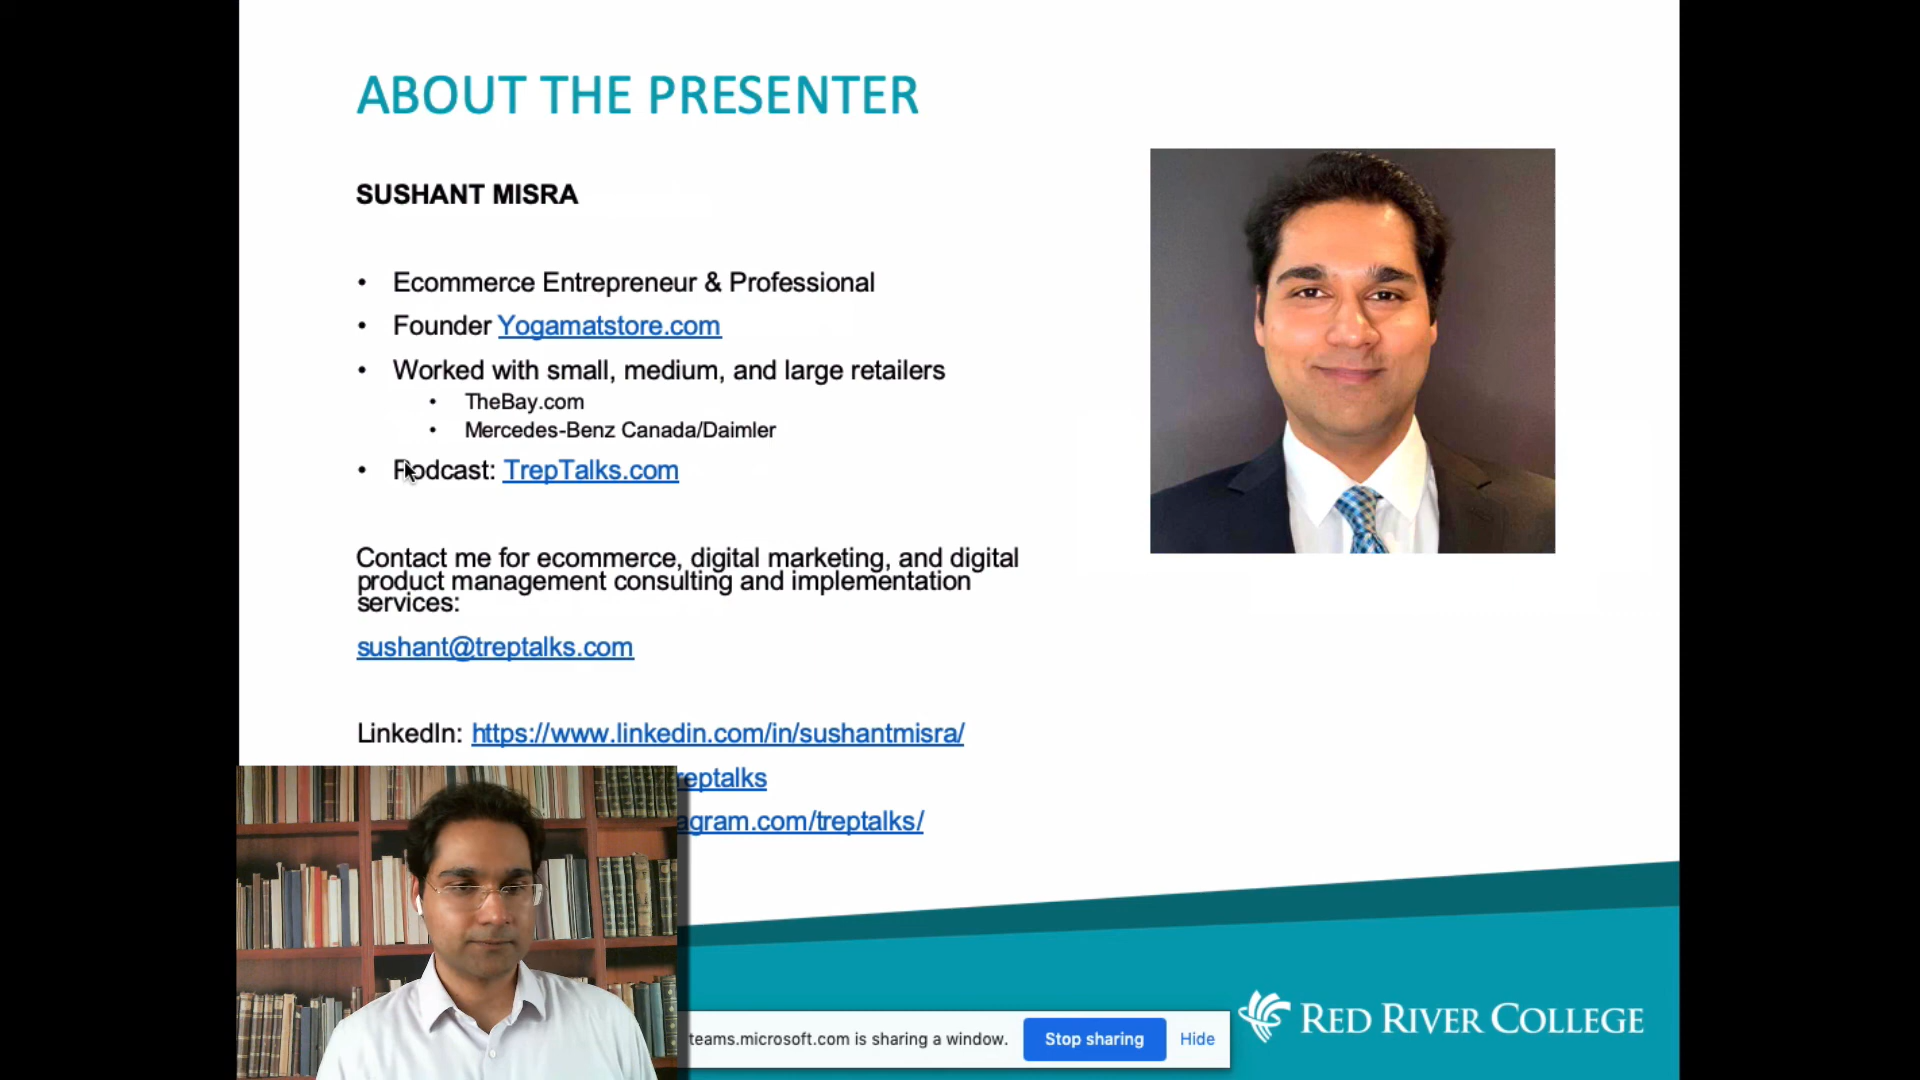 ABOUT THE PRESENTER
SUSHANT MISRA
• Ecommerce Entrepreneur & Professional
• Founder Yogamatstore.com
• Worked with small, medium, and large retailers
• TheBay.com
• Mercedes-Benz Canada/Daimler
• Podcast: TrepTalks.com
Contact me for ecommerce, digital marketing, and digital
product management consulting and implementation
services:
sushant@treptalks.com
LinkedIn: https://www.linkedin.com/in/sushantmisra/
reptalks
agram.com/treptalks/
teams.microsoft.com is sharing a window. Stop sharing Hide
RED RIVER COLLEGE